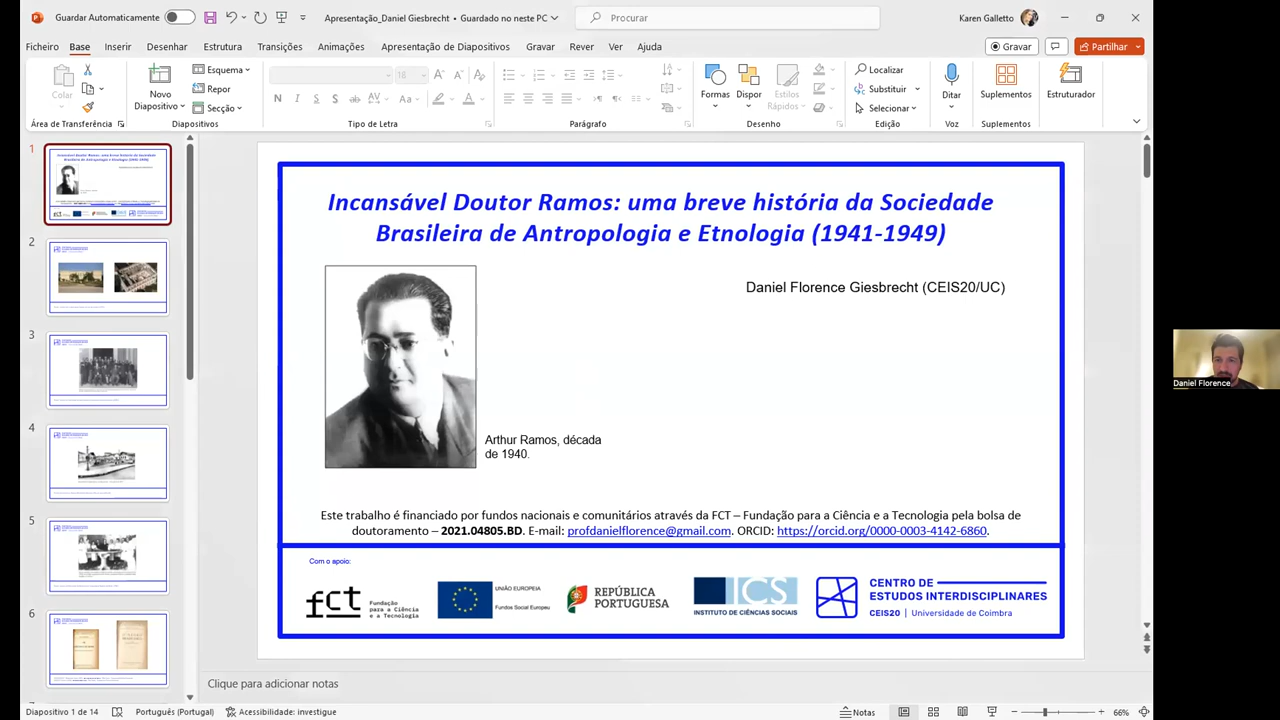 Guardar Automaticamente
Apresentação_Daniel Giesbrecht • Guardado no neste PC
Procurar
Karen Galletto
Ficheiro Base Inserir Desenhar Estrutura Transições Animações Apresentação de Diapositivos Gravar Rever Ver Ajuda
Gravar
Partilhar
Colar
Novo
Diapositivo
Esquema
Repor
Secção
18
Formas
Dispor
Estilos
Rápidos
Localizar
Substituir
Selecionar
Ditar
Suplementos
Estruturador
Área de Transferência
Diapositivos
Tipo de Letra
Parágrafo
Desenho
Edição
Voz
Suplementos
1
2
3
4
5
6
Incansável Doutor Ramos: uma breve história da Sociedade
Brasileira de Antropologia e Etnologia (1941-1949)
Daniel Florence Giesbrecht (CEIS20/UC)
Arthur Ramos, década
de 1940.
Este trabalho é financiado por fundos nacionais e comunitários através da FCT – Fundação para a Ciência e a Tecnologia pela bolsa de
doutoramento – 2021.04805.BD. E-mail: profdanielflorence@gmail.com. ORCID: https://orcid.org/0000-0003-4142-6860.
Com o apoio:
fct
Fundação
para a Ciência
e a Tecnologia
UNIÃO EUROPEIA
Fundos Social Europeu
REPÚBLICA
PORTUGUESA
ICS
INSTITUTO DE CIÊNCIAS SOCIAIS
CENTRO DE
ESTUDOS INTERDISCIPLINARES
CEIS20 | Universidade de Coimbra
Daniel Florence
Clique para adicionar notas
Diapositivo 1 de 14
Português (Portugal)
Acessibilidade: investigue
Notas
66%